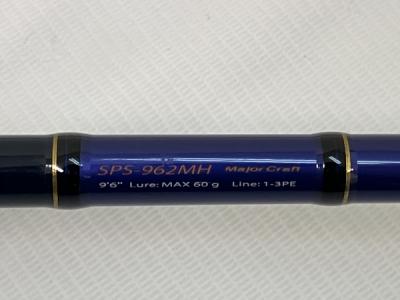 SPS-962MH Major Craft
9'6" Lure: MAX 60 g Line: 1-3PE